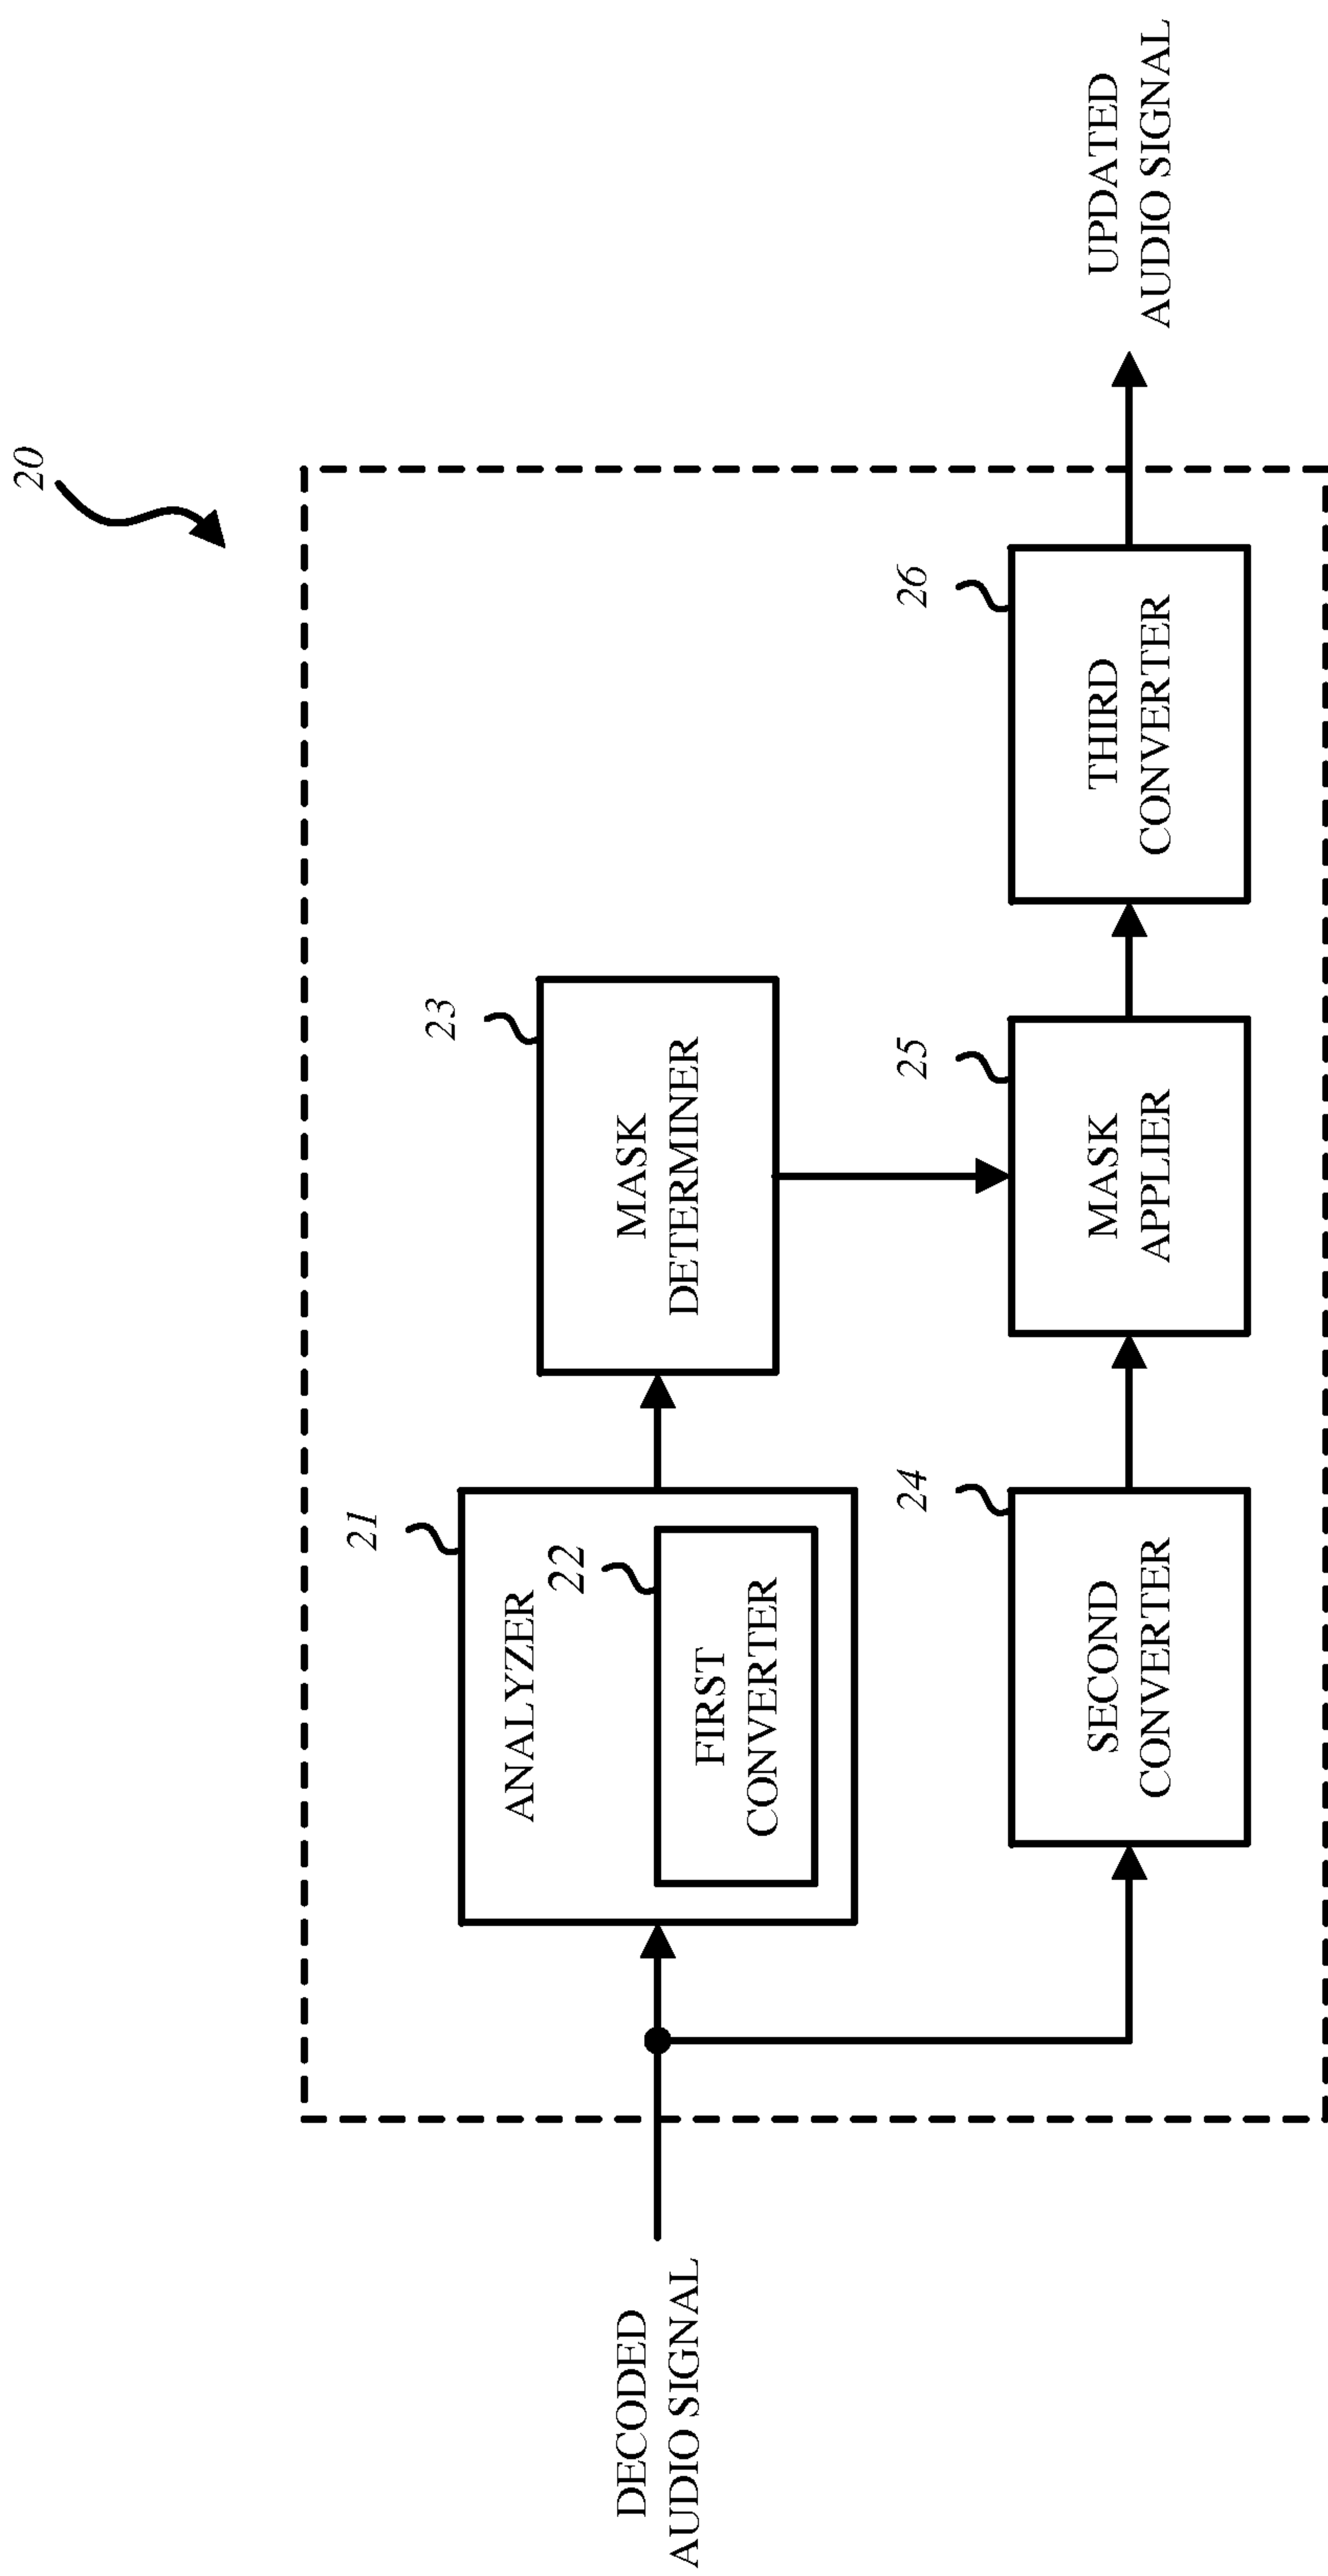 20
21
ANALYZER
22
FIRST
CONVERTER
23
MASK
DETERMINER
DECODED
AUDIO SIGNAL
24
SECOND
CONVERTER
25
MASK
APPLIER
26
THIRD
CONVERTER
UPDATED
AUDIO SIGNAL